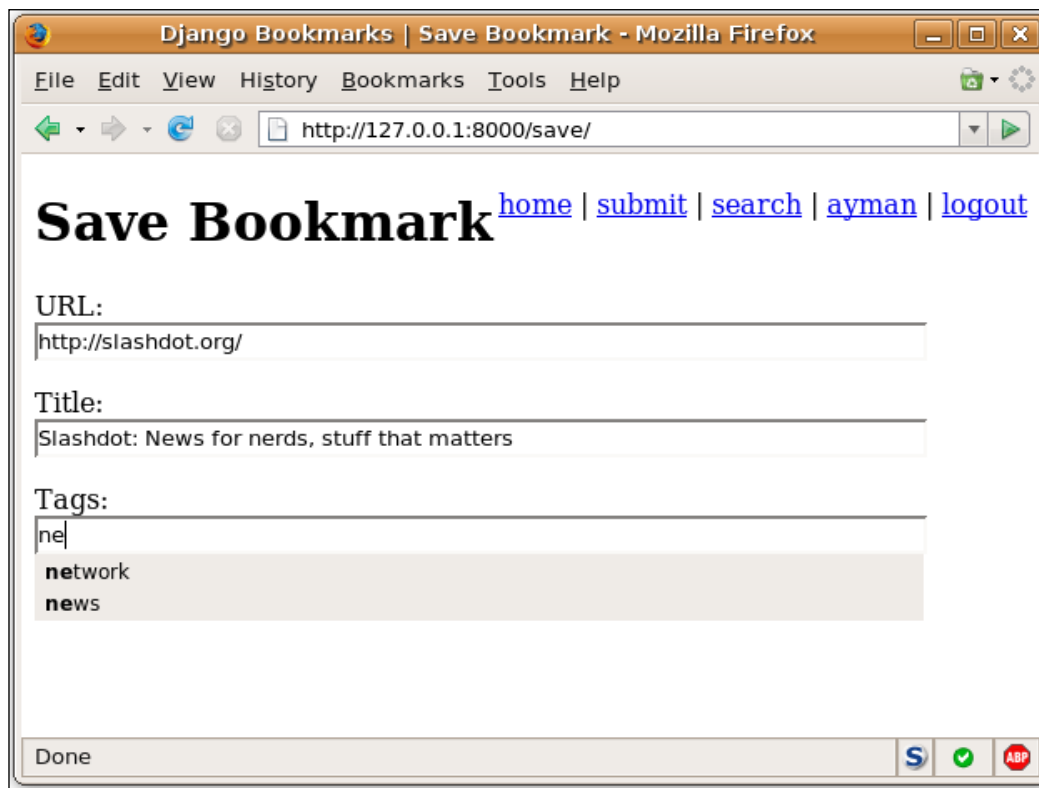 Django Bookmarks | Save Bookmark - Mozilla Firefox
File Edit View History Bookmarks Tools Help
http://127.0.0.1:8000/save/
Save Bookmark home | submit | search | ayman | logout
URL:
http://slashdot.org/
Title:
Slashdot: News for nerds, stuff that matters
Tags:
ne
network
news
Done S ABP